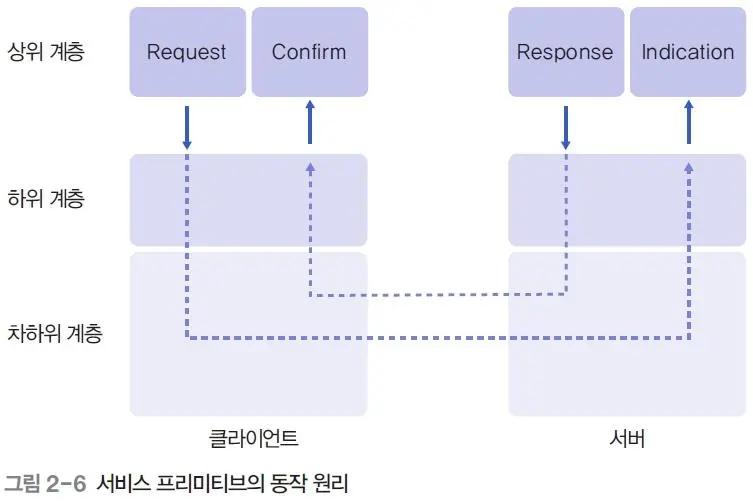 상위 계층
Request
Confirm
Response
Indication
하위 계층
차하위 계층
클라이언트
서버
그림 2-6 서비스 프리미티브의 동작 원리